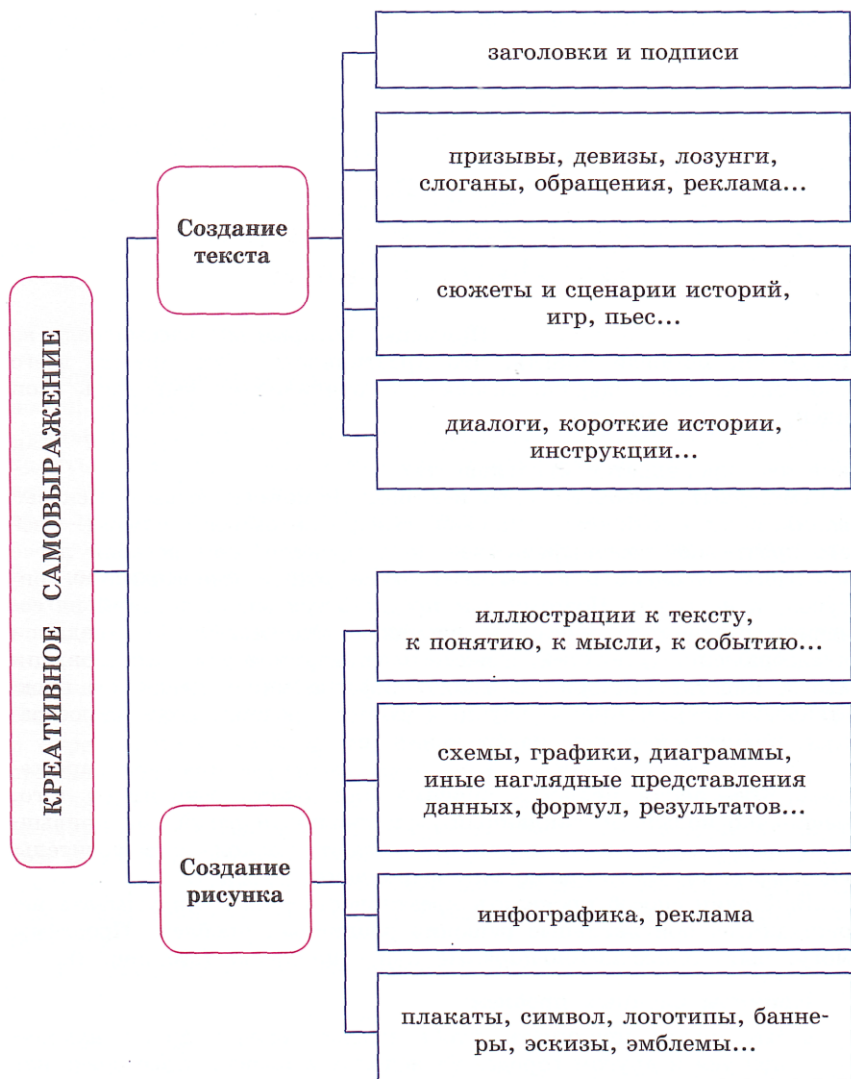 КРЕАТИВНОЕ САМОВЫРАЖЕНИЕ
Создание
текста
заголовки и подписи
призывы, девизы, лозунги,
слоганы, обращения, реклама...
сюжеты и сценарии историй,
игр, пьес...
диалоги, короткие истории,
инструкции...
Создание
рисунка
иллюстрации к тексту,
к понятию, к мысли, к событию...
схемы, графики, диаграммы,
иные наглядные представления
данных, формул, результатов...
инфографика, реклама
плакаты, символ, логотипы, банне-
ры, эскизы, эмблемы...